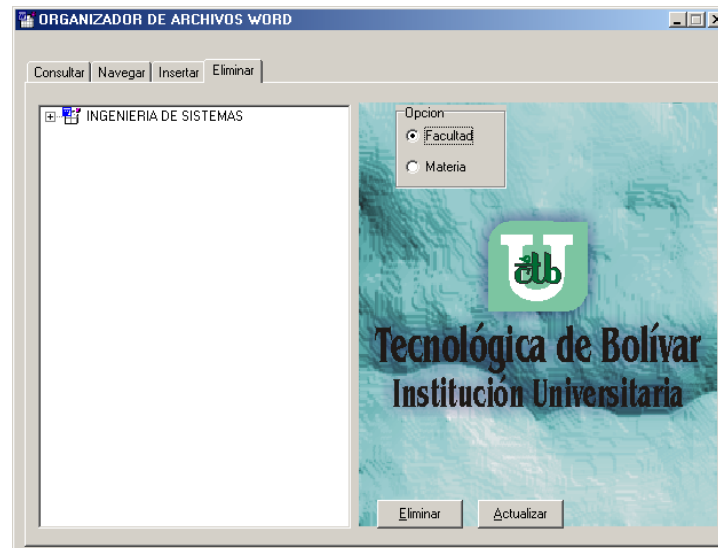 ORGANIZADOR DE ARCHIVOS WORD
Consultar Navegar Insertar Eliminar
INGENIERIA DE SISTEMAS
Opcion
Facultad
Materia
U
utb
Tecnológica de Bolívar
Institución Universitaria
Eliminar Actualizar